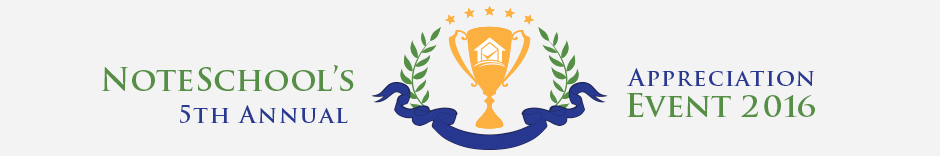 NoteSchool's
5th Annual
Appreciation
Event 2016